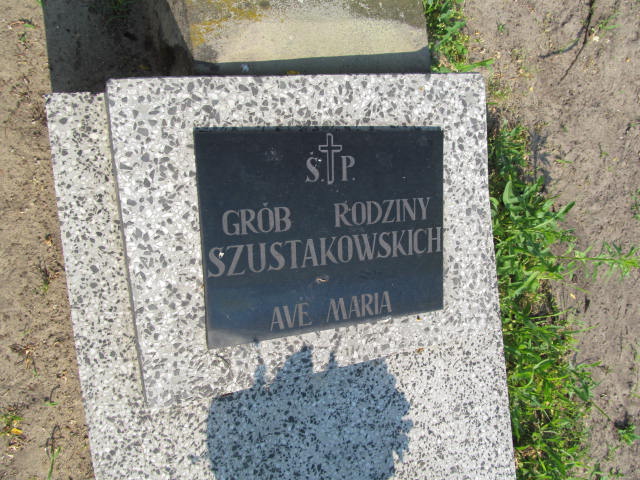 Ś.P.
GRÓB RODZINY
SZUSTAKOWSKICH
~
AVE MARIA